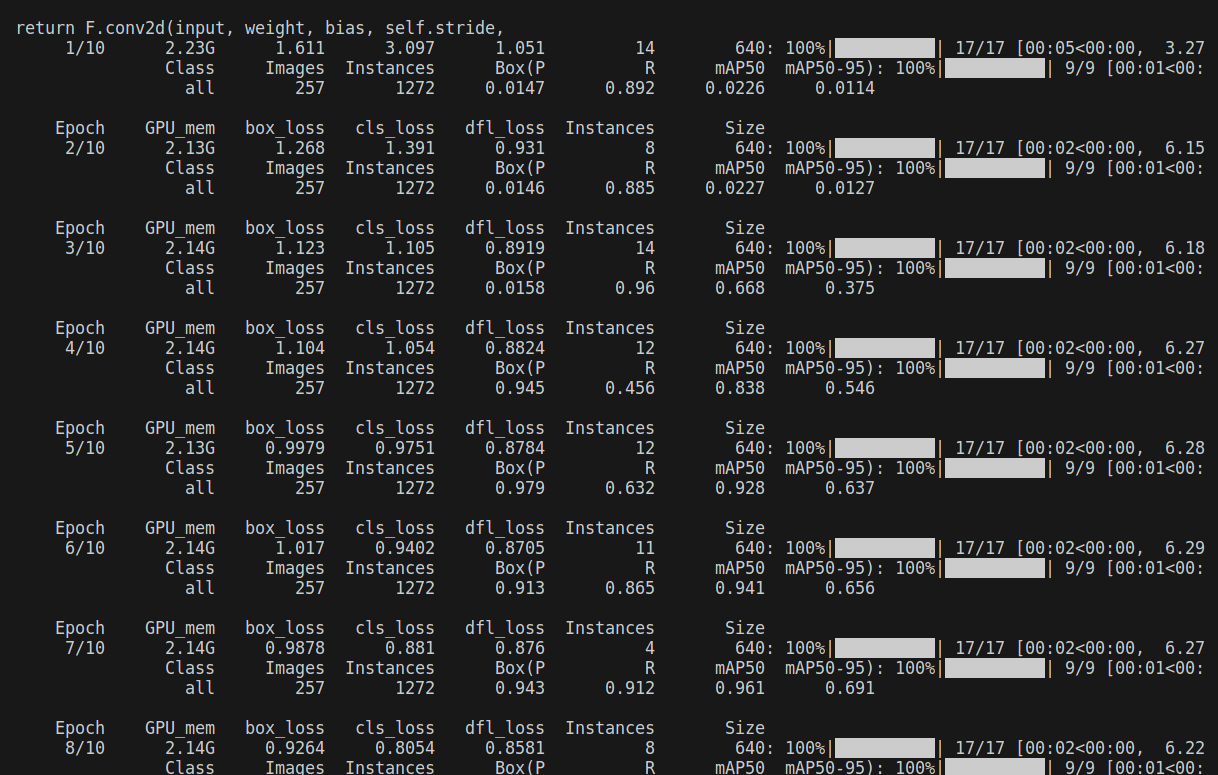 return F.conv2d(input, weight, bias, self.stride,
1/10 2.23G 1.611 3.097 1.051 14 640: 100%|██████████| 17/17 [00:05<00:00, 3.27
Class Images Instances Box(P R mAP50 mAP50-95): 100%|██████████| 9/9 [00:01<00:
all 257 1272 0.0147 0.892 0.0226 0.0114
Epoch GPU_mem box_loss cls_loss dfl_loss Instances Size
2/10 2.13G 1.268 1.391 0.931 8 640: 100%|██████████| 17/17 [00:02<00:00, 6.15
Class Images Instances Box(P R mAP50 mAP50-95): 100%|██████████| 9/9 [00:01<00:
all 257 1272 0.0146 0.885 0.0227 0.0127
Epoch GPU_mem box_loss cls_loss dfl_loss Instances Size
3/10 2.14G 1.123 1.105 0.8919 14 640: 100%|██████████| 17/17 [00:02<00:00, 6.18
Class Images Instances Box(P R mAP50 mAP50-95): 100%|██████████| 9/9 [00:01<00:
all 257 1272 0.0158 0.96 0.668 0.375
Epoch GPU_mem box_loss cls_loss dfl_loss Instances Size
4/10 2.14G 1.104 1.054 0.8824 12 640: 100%|██████████| 17/17 [00:02<00:00, 6.27
Class Images Instances Box(P R mAP50 mAP50-95): 100%|██████████| 9/9 [00:01<00:
all 257 1272 0.945 0.456 0.838 0.546
Epoch GPU_mem box_loss cls_loss dfl_loss Instances Size
5/10 2.13G 0.9979 0.9751 0.8784 12 640: 100%|██████████| 17/17 [00:02<00:00, 6.28
Class Images Instances Box(P R mAP50 mAP50-95): 100%|██████████| 9/9 [00:01<00:
all 257 1272 0.979 0.632 0.928 0.637
Epoch GPU_mem box_loss cls_loss dfl_loss Instances Size
6/10 2.14G 1.017 0.9402 0.8705 11 640: 100%|██████████| 17/17 [00:02<00:00, 6.29
Class Images Instances Box(P R mAP50 mAP50-95): 100%|██████████| 9/9 [00:01<00:
all 257 1272 0.913 0.865 0.941 0.656
Epoch GPU_mem box_loss cls_loss dfl_loss Instances Size
7/10 2.14G 0.9878 0.881 0.876 4 640: 100%|██████████| 17/17 [00:02<00:00, 6.27
Class Images Instances Box(P R mAP50 mAP50-95): 100%|██████████| 9/9 [00:01<00:
all 257 1272 0.943 0.912 0.961 0.691
Epoch GPU_mem box_loss cls_loss dfl_loss Instances Size
8/10 2.14G 0.9264 0.8054 0.8581 8 640: 100%|██████████| 17/17 [00:02<00:00, 6.22
Class Images Instances Box(P R mAP50 mAP50-95): 100%|██████████| 9/9 [00:01<00: